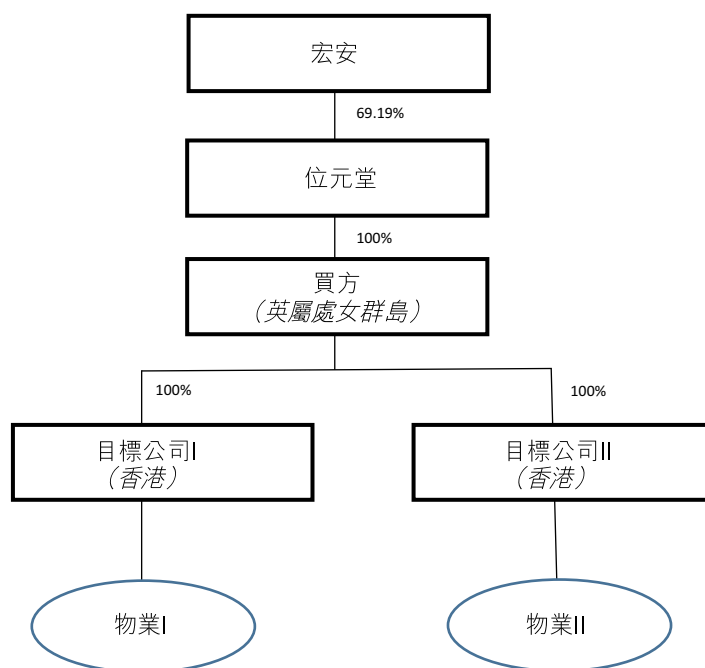 宏安
69.19%
位元堂
100%
買方
（英屬處女群島）
100%
100%
目標公司I
（香港）
目標公司II
（香港）
物業I
物業II